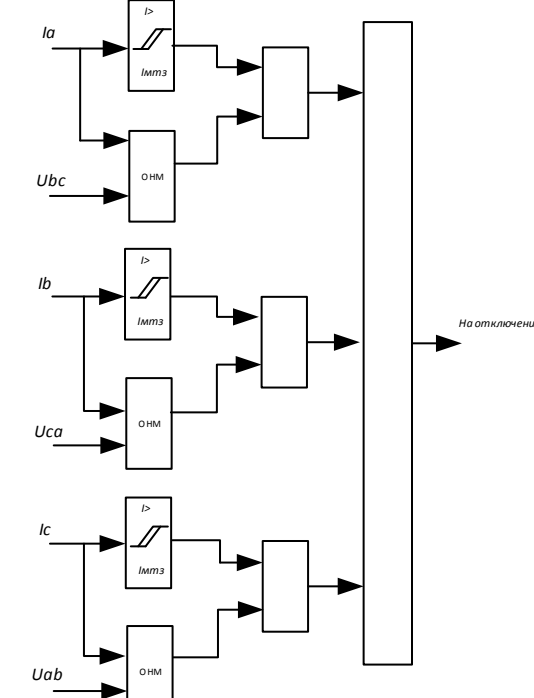 Ia
I>
Iмтз
ОНМ
Ubc
I>
Ib
Iмтз
ОНМ
Uca
I>
Ic
Iмтз
ОНМ
Uab
На отключени